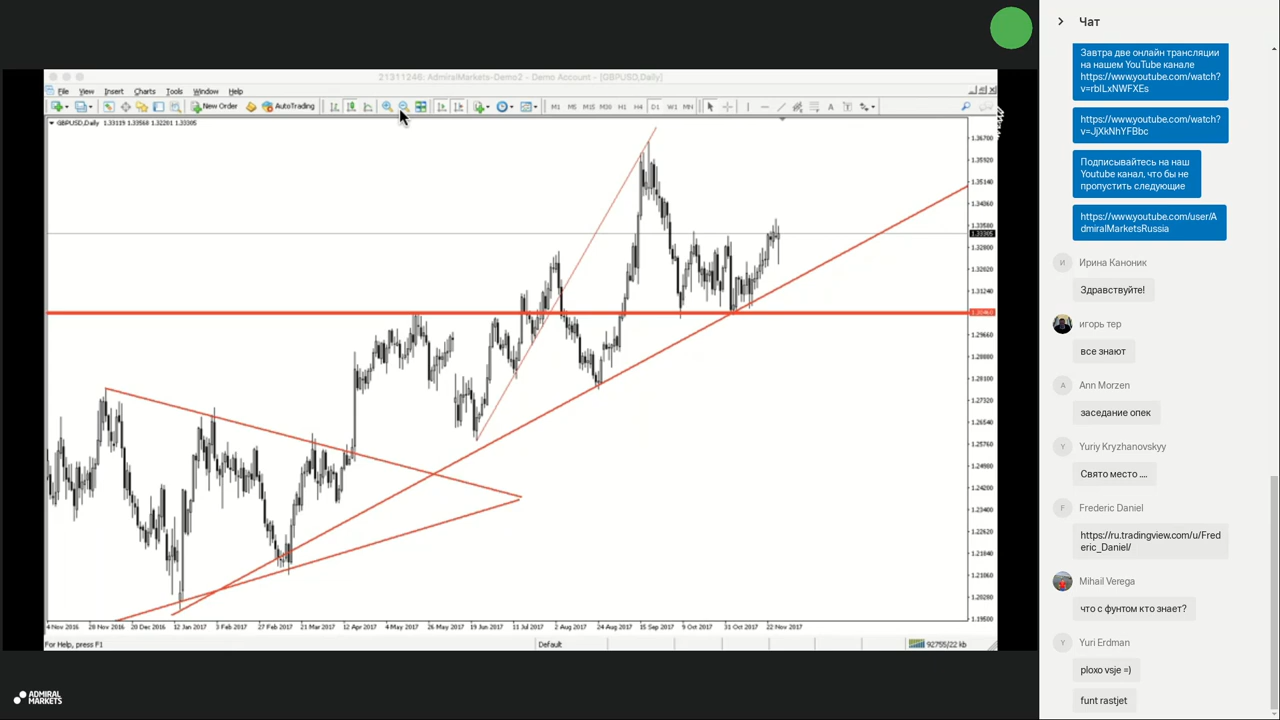 21311246: AdmiralMarkets-Demo2 - Demo Account - [GBPUSD,Daily]
File View Insert Charts Tools Window Help
New Order AutoTrading M1 M5 M15 M30 H1 H4 D1 W1 MN A T
GBPUSD,Daily 1.33119 1.33568 1.32201 1.33305
1.36700
1.35920
1.35140
1.34360
1.33580
1.33305
1.32800
1.32020
1.31240
1.30460
1.29660
1.28880
1.28100
1.27320
1.26540
1.25760
1.24980
1.24200
1.23400
1.22620
1.21840
1.21060
1.20280
1.19500
4 Nov 2016 28 Nov 2016 20 Dec 2016 12 Jan 2017 3 Feb 2017 27 Feb 2017 21 Mar 2017 12 Apr 2017 4 May 2017 26 May 2017 19 Jun 2017 11 Jul 2017 2 Aug 2017 24 Aug 2017 15 Sep 2017 9 Oct 2017 31 Oct 2017 22 Nov 2017
For Help, press F1 Default 92755/22 kb
ADMIRAL
MARKETS
Чат
Завтра две онлайн трансляции
на нашем YouTube канале
https://www.youtube.com/watch?
v=rbILxNWFXEs
https://www.youtube.com/watch?
v=JjXkNhYFBbc
Подписывайтесь на наш
Youtube канал, что бы не
пропустить следующие
https://www.youtube.com/user/A
dmiralMarketsRussia
И Ирина Каноник
Здравствуйте!
игорь тер
все знают
A Ann Morzen
заседание опек
Y Yuriy Kryzhanovskyy
Свято место ....
F Frederic Daniel
https://ru.tradingview.com/u/Fred
eric_Daniel/
Mihail Verega
что с фунтом кто знает?
Y Yuri Erdman
ploxo vsje =)
funt rastjet